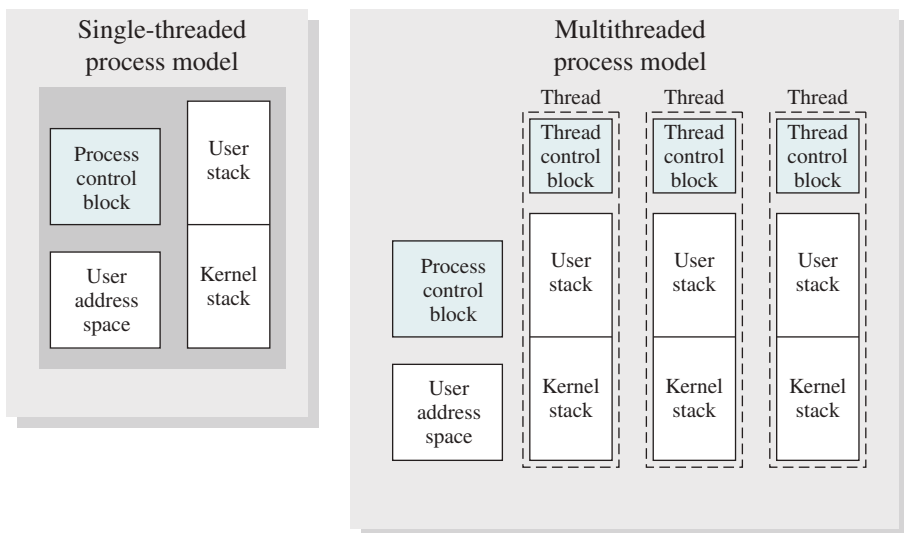 Single-threaded
process model
Process
control
block
User
stack
User
address
space
Kernel
stack
Multithreaded
process model
Thread
Thread
control
block
User
stack
Kernel
stack
Thread
Thread
control
block
User
stack
Kernel
stack
Thread
Thread
control
block
User
stack
Kernel
stack
Process
control
block
User
address
space